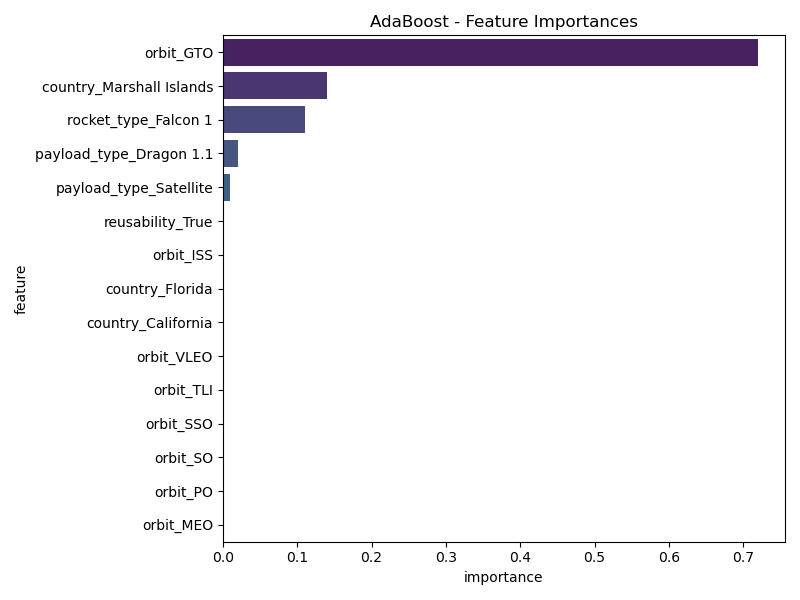 AdaBoost - Feature Importances
orbit_GTO
country_Marshall Islands
rocket_type_Falcon 1
payload_type_Dragon 1.1
payload_type_Satellite
reusability_True
orbit_ISS
country_Florida
country_California
orbit_VLEO
orbit_TLI
orbit_SSO
orbit_SO
orbit_PO
orbit_MEO
feature
0.0 0.1 0.2 0.3 0.4 0.5 0.6 0.7
importance